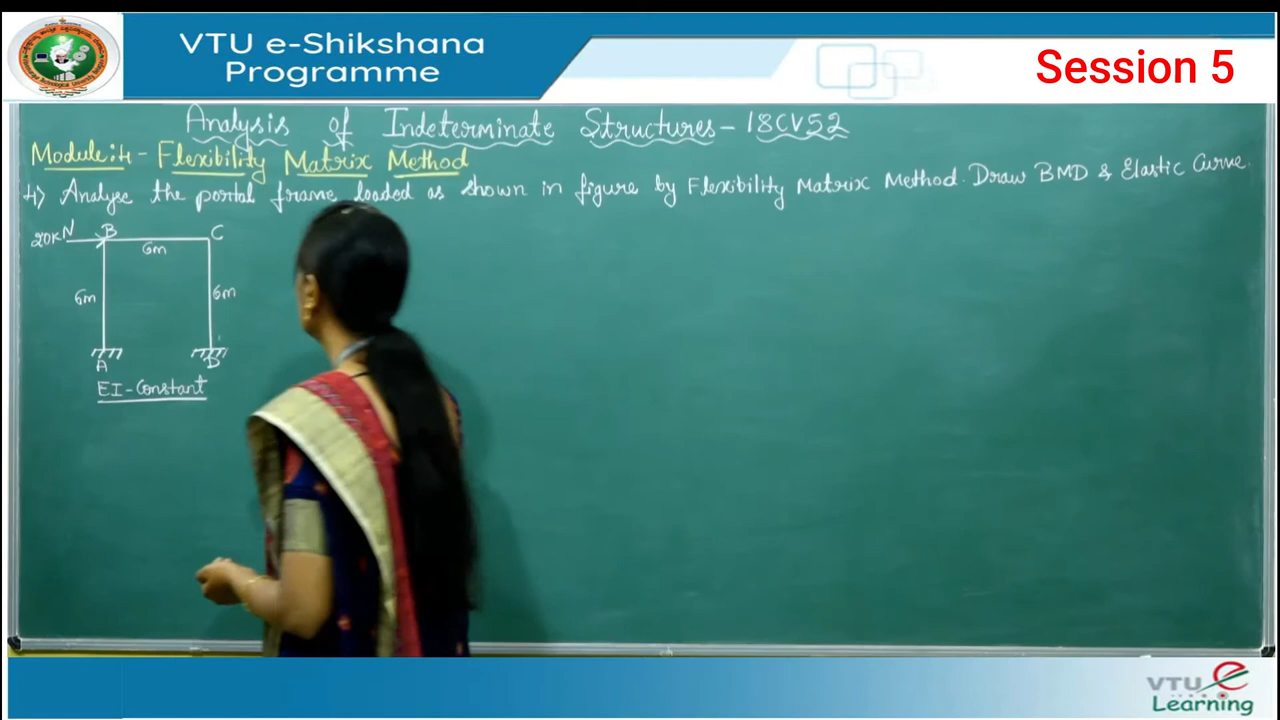 VTU e-Shikshana
Programme
Session 5
Analysis of Indeterminate Structures - 18CV52
Module:4 - Flexibility Matrix Method
4) Analyse the portal frame loaded as shown in figure by Flexibility Matrix Method. Draw BMD & Elastic Curve.
20KN B C
6m
6m 6m
A D
EI-Constant
VTU e
Learning